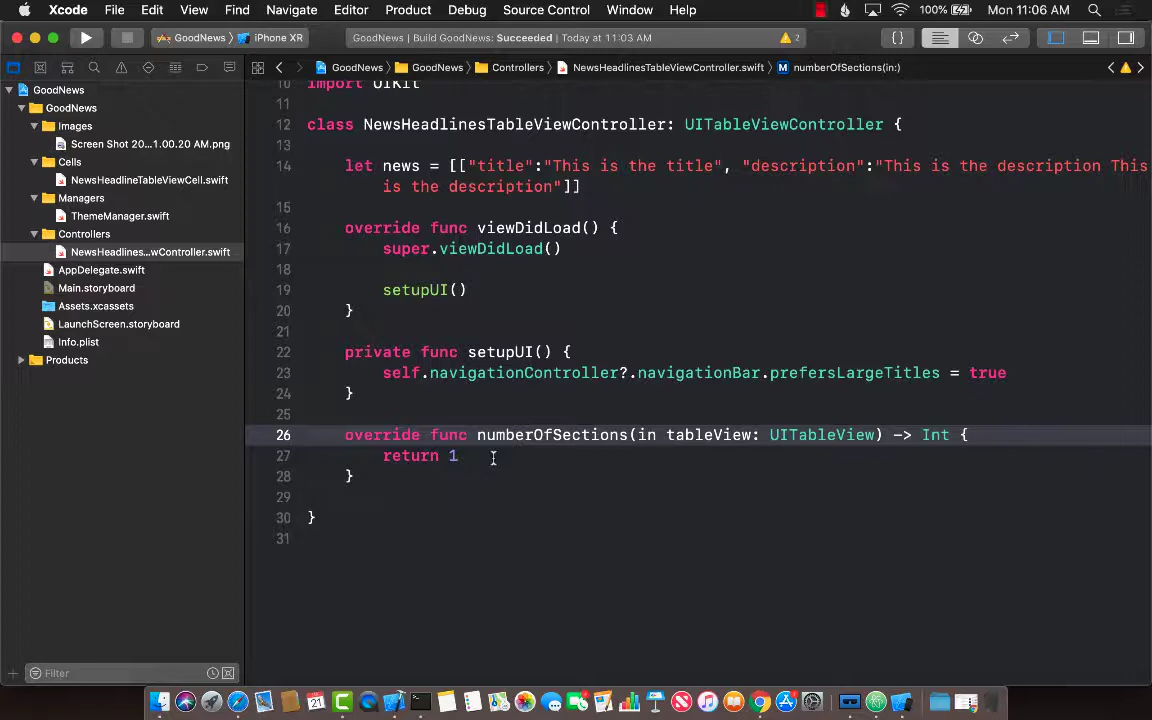 Xcode File Edit View Find Navigate Editor Product Debug Source Control Window Help 100% Mon 11:06 AM
GoodNews iPhone XR GoodNews | Build GoodNews: Succeeded | Today at 11:03 AM 2
GoodNews GoodNews Controllers NewsHeadlinesTableViewController.swift M numberOfSections(in:)
GoodNews
GoodNews
Images
Screen Shot 20...1.00.20 AM.png
Cells
NewsHeadlineTableViewCell.swift
Managers
ThemeManager.swift
Controllers
NewsHeadlines...wController.swift
AppDelegate.swift
Main.storyboard
Assets.xcassets
LaunchScreen.storyboard
Info.plist
Products
Filter
10 import UIKit
11
12 class NewsHeadlinesTableViewController: UITableViewController {
13
14 let news = [["title":"This is the title", "description":"This is the description This
is the description"]]
15
16 override func viewDidLoad() {
17 super.viewDidLoad()
18
19 setupUI()
20 }
21
22 private func setupUI() {
23 self.navigationController?.navigationBar.prefersLargeTitles = true
24 }
25
26 override func numberOfSections(in tableView: UITableView) -> Int {
27 return 1
28 }
29
30 }
31